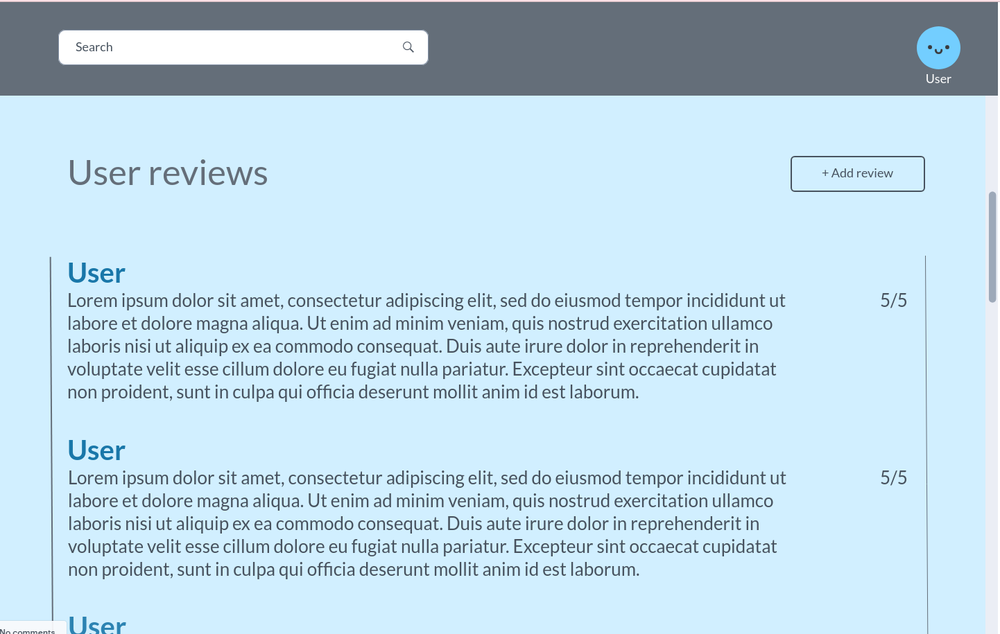 Search
User
User reviews
+ Add review
User
Lorem ipsum dolor sit amet, consectetur adipiscing elit, sed do eiusmod tempor incididunt ut
5/5
labore et dolore magna aliqua. Ut enim ad minim veniam, quis nostrud exercitation ullamco
laboris nisi ut aliquip ex ea commodo consequat. Duis aute irure dolor in reprehenderit in
voluptate velit esse cillum dolore eu fugiat nulla pariatur. Excepteur sint occaecat cupidatat
non proident, sunt in culpa qui officia deserunt mollit anim id est laborum.
User
Lorem ipsum dolor sit amet, consectetur adipiscing elit, sed do eiusmod tempor incididunt ut
5/5
labore et dolore magna aliqua. Ut enim ad minim veniam, quis nostrud exercitation ullamco
laboris nisi ut aliquip ex ea commodo consequat. Duis aute irure dolor in reprehenderit in
voluptate velit esse cillum dolore eu fugiat nulla pariatur. Excepteur sint occaecat cupidatat
non proident, sunt in culpa qui officia deserunt mollit anim id est laborum.
User
No comments